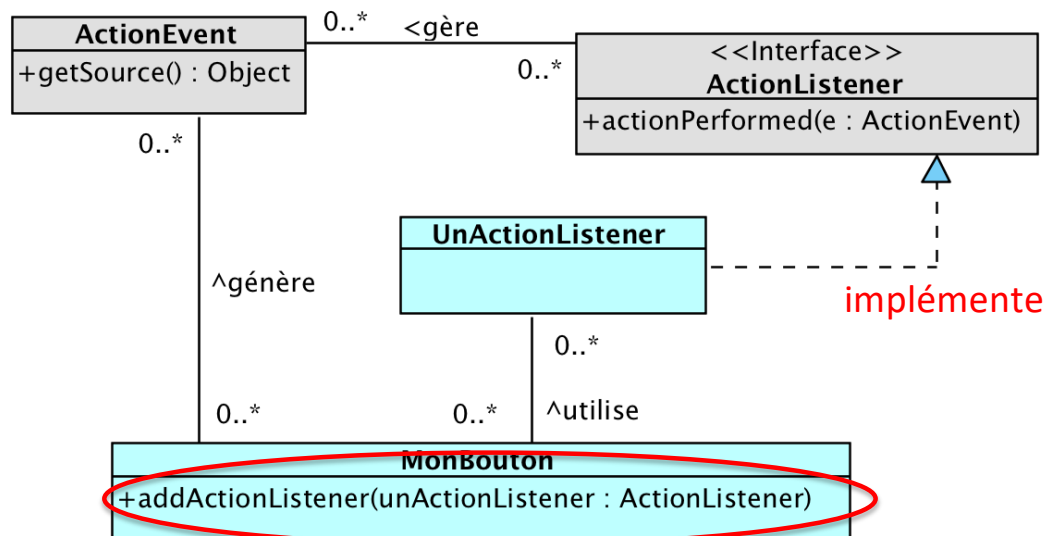 ActionEvent
+getSource() : Object
0..*
<gère
0..*
<<Interface>>
ActionListener
+actionPerformed(e : ActionEvent)
0..*
UnActionListener
^génère
implémente
0..*
0..*
0..*
^utilise
MonBouton
+addActionListener(unActionListener : ActionListener)